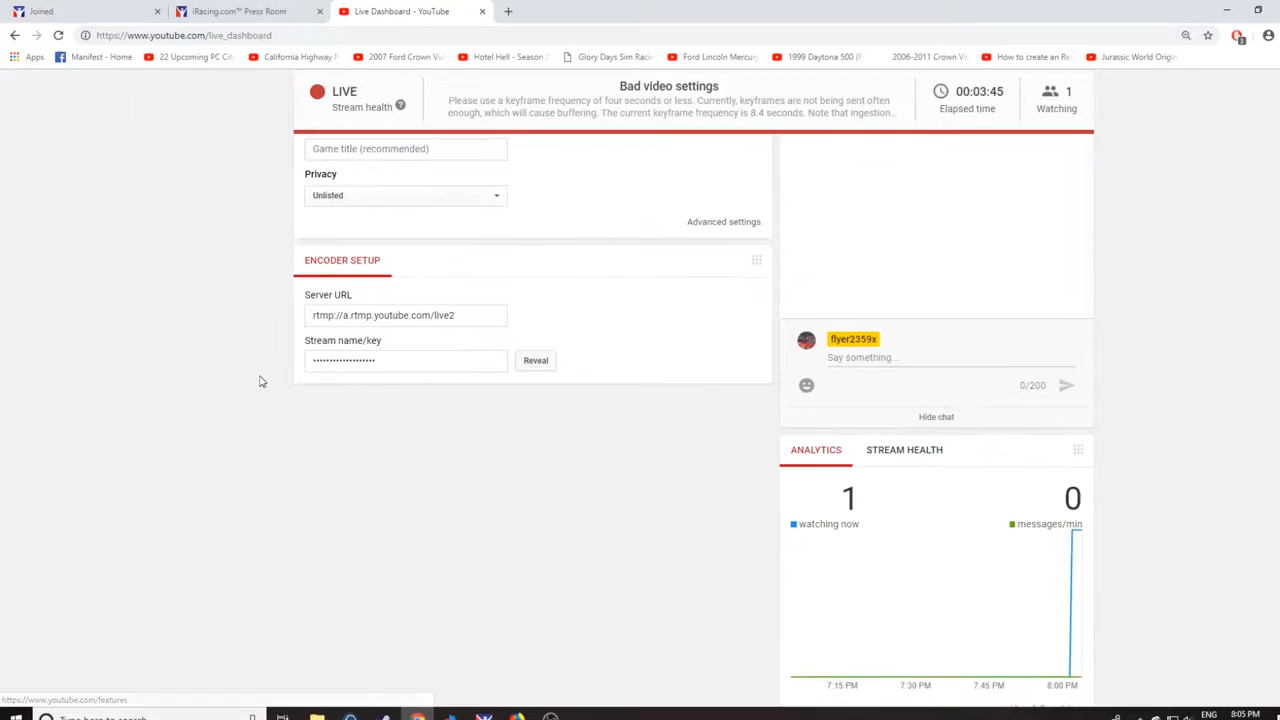 Joined
iRacing.com™ Press Room
Live Dashboard - YouTube
https://www.youtube.com/live_dashboard
Apps
Manifest - Home
22 Upcoming PC Ci
California Highway
2007 Ford Crown Vic
Hotel Hell - Season
Glory Days Sim Racin
Ford Lincoln Mercur
1999 Daytona 500 (F
2006-2011 Crown Vi
How to create an Re
Jurassic World Origin
LIVE
Stream health
Bad video settings
Please use a keyframe frequency of four seconds or less. Currently, keyframes are not being sent often
enough, which will cause buffering. The current keyframe frequency is 8.4 seconds. Note that ingestion...
00:03:45
Elapsed time
1
Watching
Game title (recommended)
Privacy
Unlisted
Advanced settings
ENCODER SETUP
Server URL
rtmp://a.rtmp.youtube.com/live2
Stream name/key
•••••••••••••••••••
Reveal
flyer2359x
Say something...
0/200
Hide chat
ANALYTICS
STREAM HEALTH
1
watching now
0
messages/min
7:15 PM
7:30 PM
7:45 PM
8:00 PM
https://www.youtube.com/features
Type here to search
ENG
8:05 PM